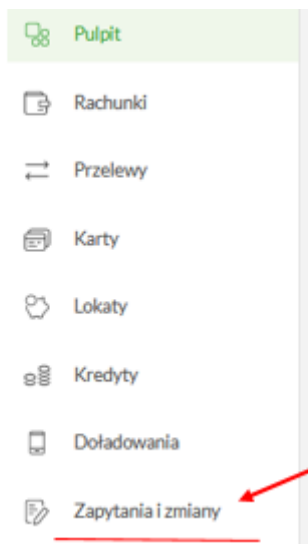 Pulpit
Rachunki
Przelewy
Karty
Lokaty
Kredyty
Doładowania
Zapytania i zmiany